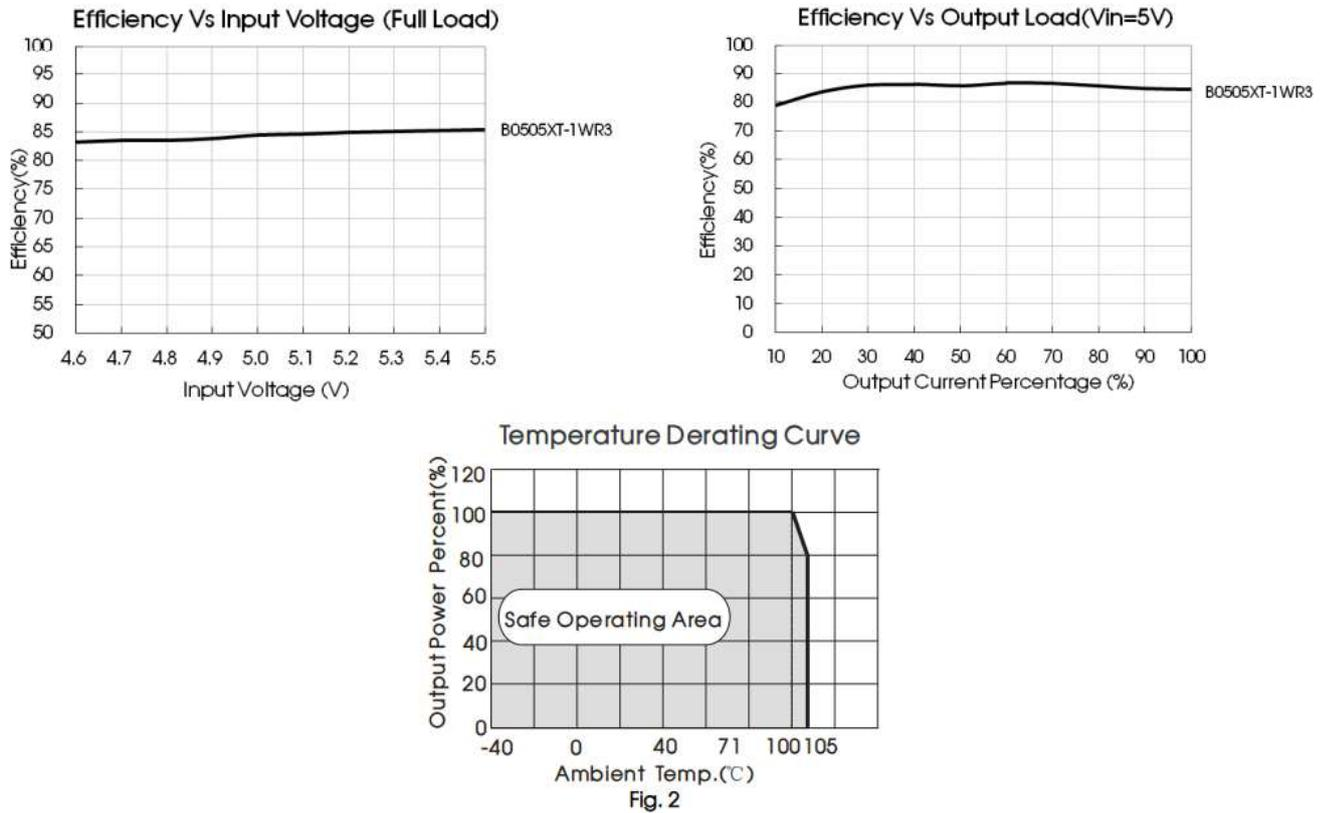 Efficiency Vs Input Voltage (Full Load)
100
95
90
85
80
75
70
65
60
55
50
Efficiency(%)
B0505XT-1WR3
4.6 4.7 4.8 4.9 5.0 5.1 5.2 5.3 5.4 5.5
Input Voltage (V)
Efficiency Vs Output Load(Vin=5V)
100
90
80
70
60
50
40
30
20
10
0
Efficiency(%)
B0505XT-1WR3
10 20 30 40 50 60 70 80 90 100
Output Current Percentage (%)
Temperature Derating Curve
Output Power Percent(%)
120
100
80
60
40
20
0
Safe Operating Area
-40 0 40 71 100 105
Ambient Temp.(℃)
Fig. 2